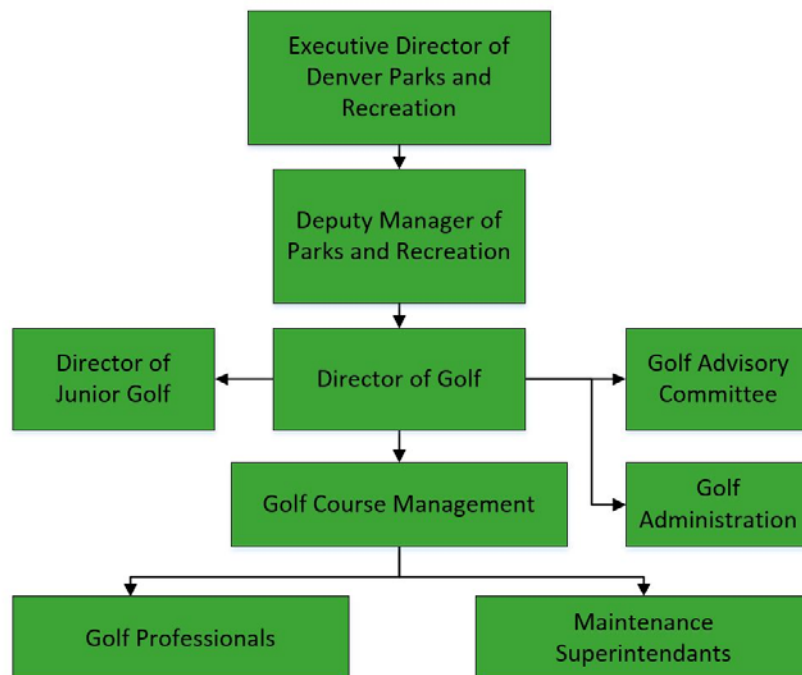 Executive Director of
Denver Parks and
Recreation
Deputy Manager of
Parks and Recreation
Director of
Junior Golf
Director of Golf
Golf Advisory
Committee
Golf Course Management
Golf
Administration
Golf Professionals
Maintenance
Superintendants